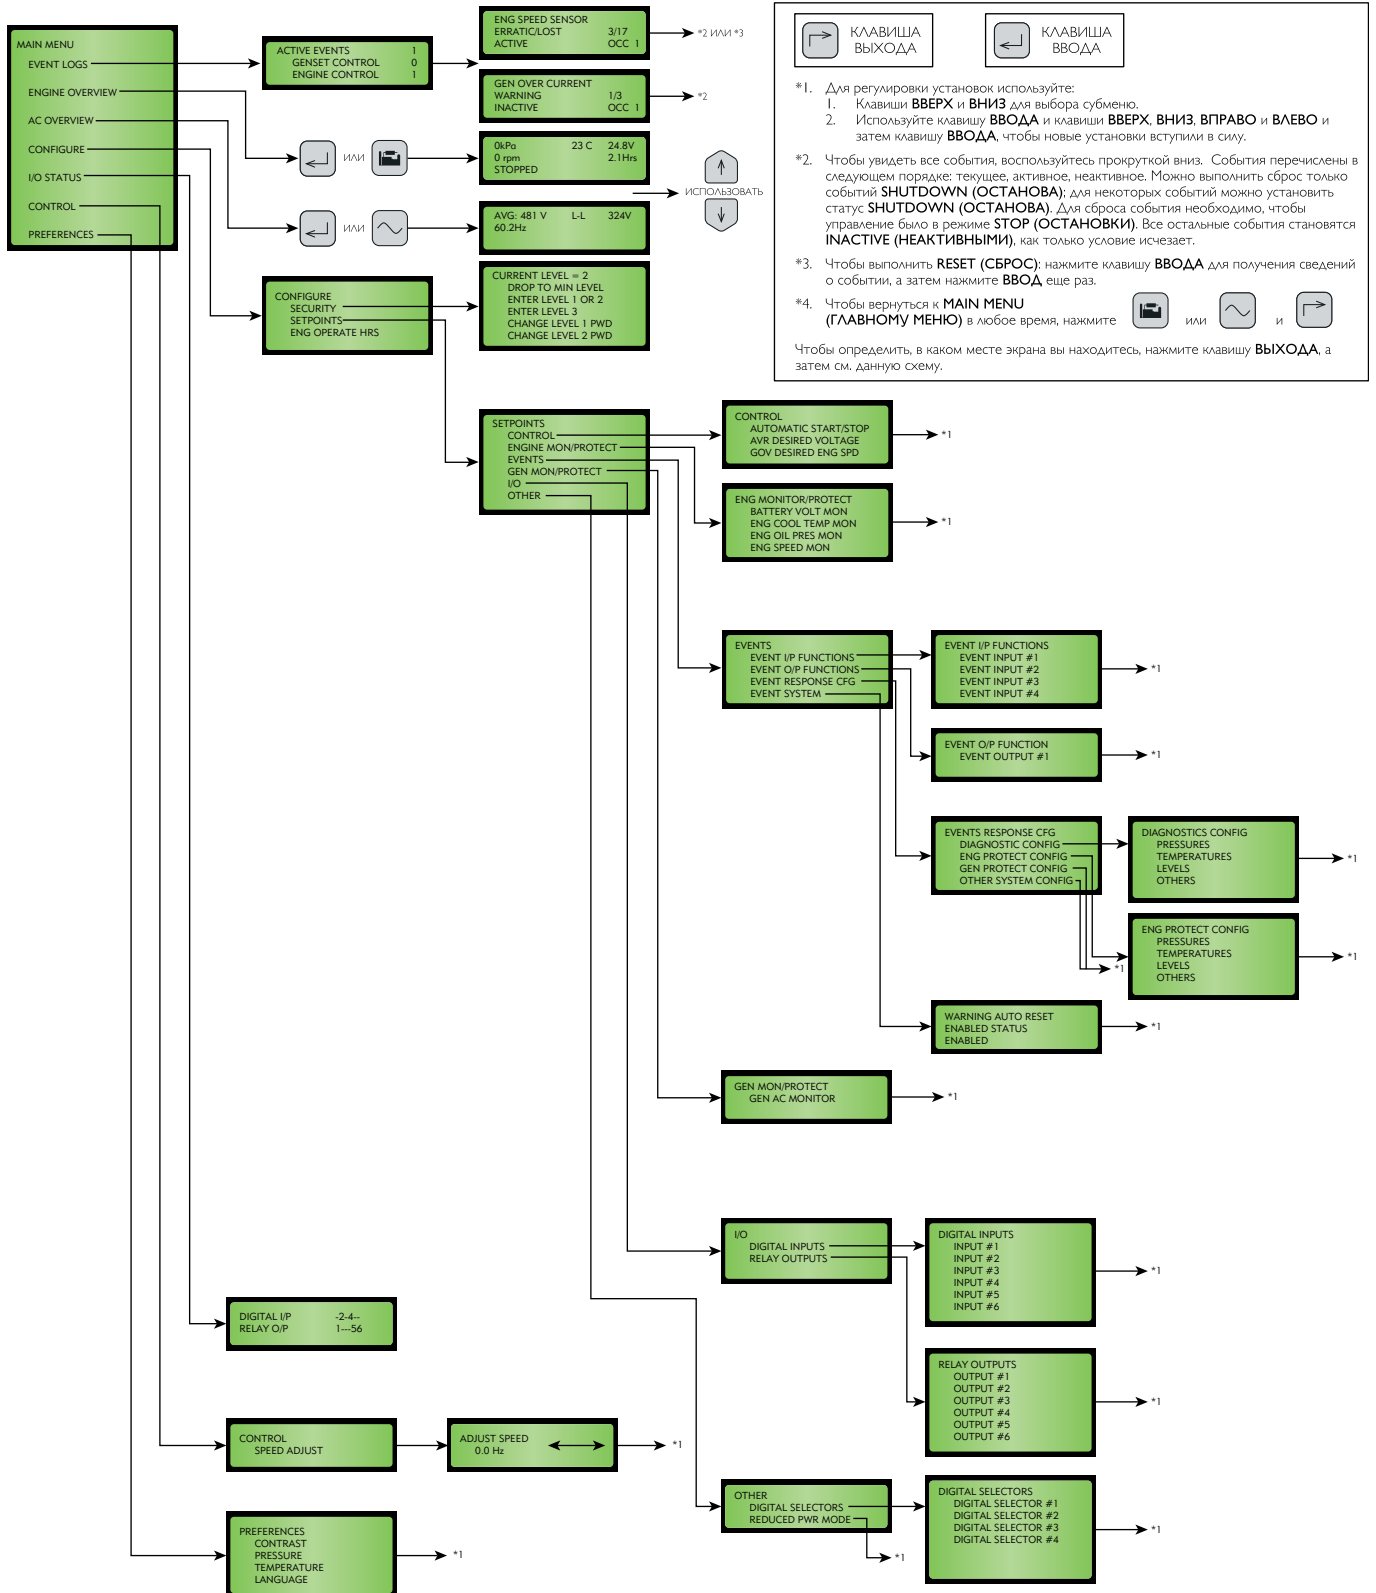 MAIN MENU
EVENT LOGS
ENGINE OVERVIEW
AC OVERVIEW
CONFIGURE
I/O STATUS
CONTROL
PREFERENCES
ACTIVE EVENTS 1
GENSET CONTROL 0
ENGINE CONTROL 1
ENG SPEED SENSOR
ERRATIC/LOST 3/17
ACTIVE OCC 1
*2 ИЛИ *3
GEN OVER CURRENT
WARNING 1/3
INACTIVE OCC 1
*2
ИЛИ
0kPa 23 C 24.8V
0 rpm 2.1Hrs
STOPPED
ИСПОЛЬЗОВАТЬ
ИЛИ
AVG: 481 V L-L 324V
60.2Hz
CONFIGURE
SECURITY
SETPOINTS
ENG OPERATE HRS
CURRENT LEVEL = 2
DROP TO MIN LEVEL
ENTER LEVEL 1 OR 2
ENTER LEVEL 3
CHANGE LEVEL 1 PWD
CHANGE LEVEL 2 PWD
КЛАВИША
ВЫХОДА
КЛАВИША
ВВОДА
*1. Для регулировки установок используйте:
1. Клавиши ВВЕРХ и ВНИЗ для выбора субменю.
2. Используйте клавишу ВВОДА и клавиши ВВЕРХ, ВНИЗ, ВПРАВО и ВЛЕВО и
затем клавишу ВВОДА, чтобы новые установки вступили в силу.
*2. Чтобы увидеть все события, воспользуйтесь прокруткой вниз. События перечислены в
следующем порядке: текущее, активное, неактивное. Можно выполнить сброс только
событий SHUTDOWN (ОСТАНОВА); для некоторых событий можно установить
статус SHUTDOWN (ОСТАНОВА). Для сброса события необходимо, чтобы
управление было в режиме STOP (ОСТАНОВКИ). Все остальные события становятся
INACTIVE (НЕАКТИВНЫМИ), как только условие исчезает.
*3. Чтобы выполнить RESET (СБРОС): нажмите клавишу ВВОДА для получения сведений
о событии, а затем нажмите ВВОД еще раз.
*4. Чтобы вернуться к MAIN MENU
(ГЛАВНОМУ МЕНЮ) в любое время, нажмите или и
Чтобы определить, в каком месте экрана вы находитесь, нажмите клавишу ВЫХОДА, а
затем см. данную схему.
SETPOINTS
CONTROL
ENGINE MON/PROTECT
EVENTS
GEN MON/PROTECT
I/O
OTHER
CONTROL
AUTOMATIC START/STOP
AVR DESIRED VOLTAGE
GOV DESIRED ENG SPD
*1
ENG MONITOR/PROTECT
BATTERY VOLT MON
ENG COOL TEMP MON
ENG OIL PRES MON
ENG SPEED MON
*1
EVENTS
EVENT I/P FUNCTIONS
EVENT O/P FUNCTIONS
EVENT RESPONSE CFG
EVENT SYSTEM
EVENT I/P FUNCTIONS
EVENT INPUT #1
EVENT INPUT #2
EVENT INPUT #3
EVENT INPUT #4
*1
EVENT O/P FUNCTION
EVENT OUTPUT #1
*1
EVENTS RESPONSE CFG
DIAGNOSTIC CONFIG
ENG PROTECT CONFIG
GEN PROTECT CONFIG
OTHER SYSTEM CONFIG
DIAGNOSTICS CONFIG
PRESSURES
TEMPERATURES
LEVELS
OTHERS
*1
ENG PROTECT CONFIG
PRESSURES
TEMPERATURES
LEVELS
OTHERS
*1
*1
WARNING AUTO RESET
ENABLED STATUS
ENABLED
*1
GEN MON/PROTECT
GEN AC MONITOR
*1
I/O
DIGITAL INPUTS
RELAY OUTPUTS
DIGITAL INPUTS
INPUT #1
INPUT #2
INPUT #3
INPUT #4
INPUT #5
INPUT #6
*1
DIGITAL I/P -2-4--
RELAY O/P 1---56
RELAY OUTPUTS
OUTPUT #1
OUTPUT #2
OUTPUT #3
OUTPUT #4
OUTPUT #5
OUTPUT #6
*1
CONTROL
SPEED ADJUST
ADJUST SPEED
0.0 Hz
*1
OTHER
DIGITAL SELECTORS
REDUCED PWR MODE
*1
DIGITAL SELECTORS
DIGITAL SELECTOR #1
DIGITAL SELECTOR #2
DIGITAL SELECTOR #3
DIGITAL SELECTOR #4
*1
PREFERENCES
CONTRAST
PRESSURE
TEMPERATURE
LANGUAGE
*1